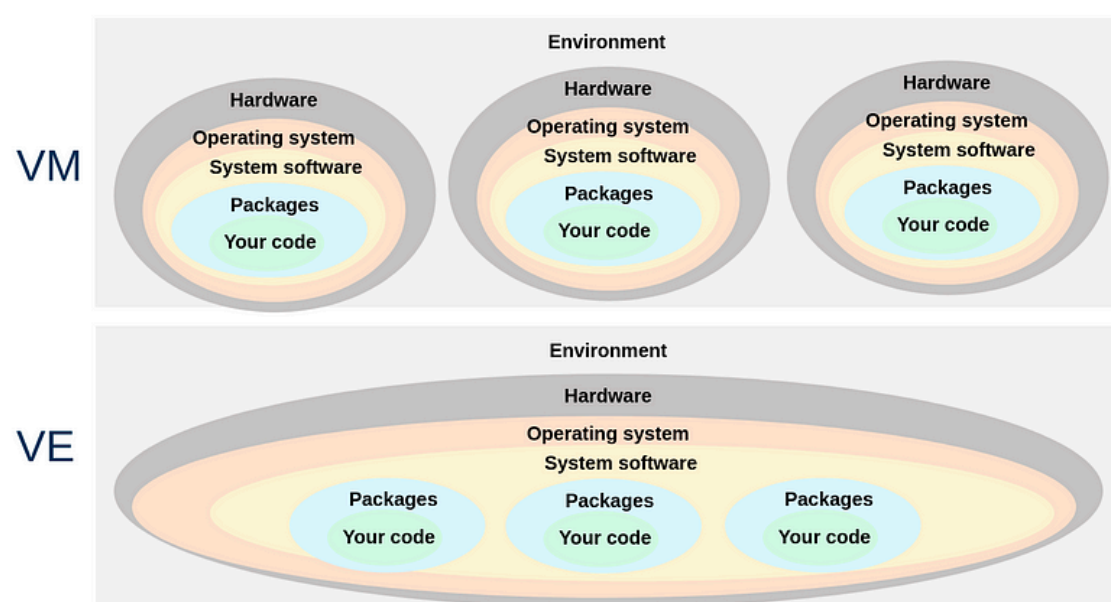 VM
Environment
Hardware
Operating system
System software
Packages
Your code
Hardware
Operating system
System software
Packages
Your code
Hardware
Operating system
System software
Packages
Your code
VE
Environment
Hardware
Operating system
System software
Packages
Your code
Packages
Your code
Packages
Your code